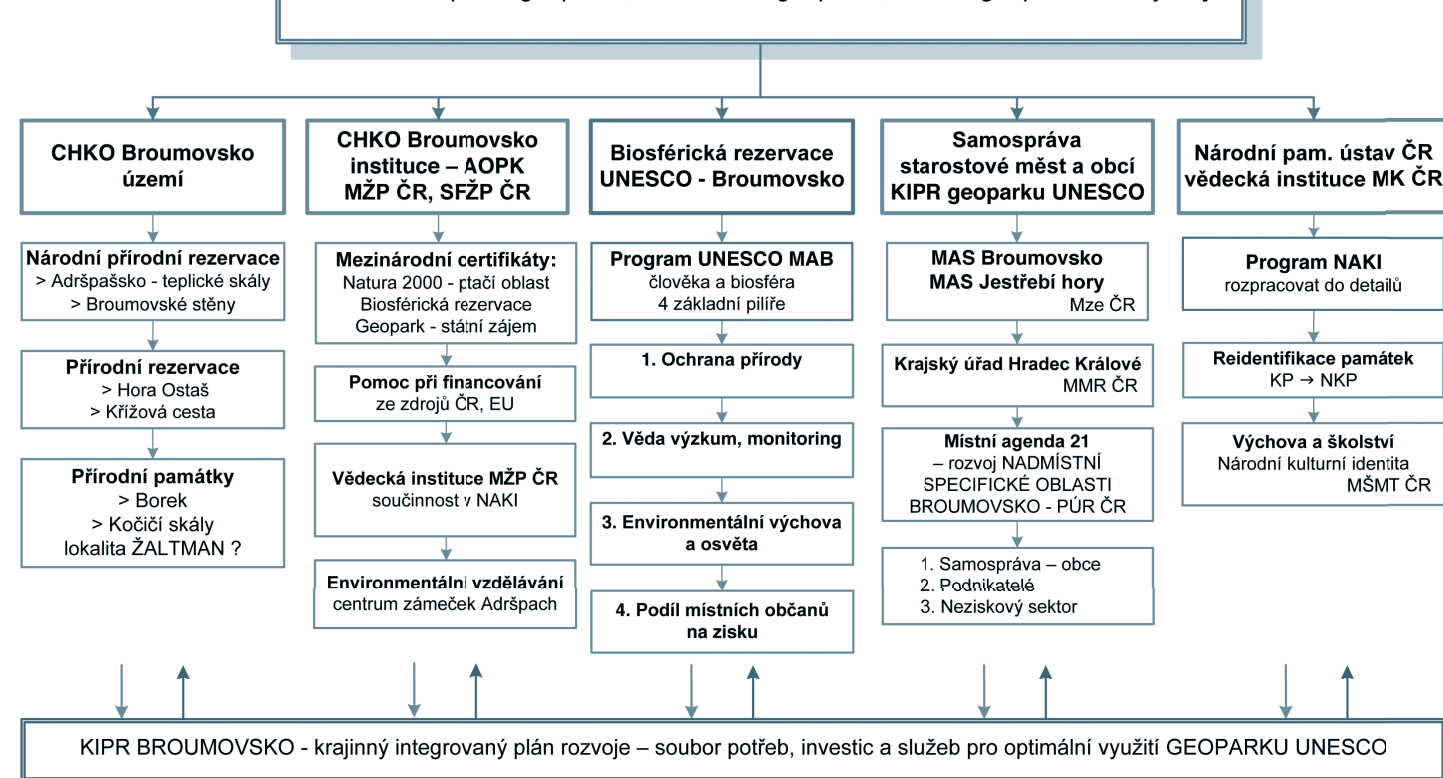 CHKO Broumovsko
území
Národní přírodní rezervace
> Adršpašsko - teplické skály
> Broumovské stěny
Přírodní rezervace
> Hora Ostaš
> Křížová cesta
Přírodní památky
> Borek
> Kočičí skály
lokalita ŽALTMAN ?
CHKO Broumovsko
instituce – AOPK
MŽP ČR, SFŽP ČR
Mezinárodní certifikáty:
Natura 2000 - ptačí oblast
Biosférická rezervace
Geopark - státní zájem
Pomoc při financování
ze zdrojů ČR, EU
Vědecká instituce MŽP ČR
součinnost v NAKI
Environmentální vzdělávání
centrum zámeček Adršpach
Biosférická rezervace
UNESCO - Broumovsko
Program UNESCO MAB
člověka a biosféra
4 základní pilíře
1. Ochrana přírody
2. Věda výzkum, monitoring
3. Environmentální výchova
a osvěta
4. Podíl místních občanů
na zisku
Samospráva
starostové měst a obcí
KIPR geoparku UNESCO
MAS Broumovsko
MAS Jestřebí hory
Mze ČR
Krajský úřad Hradec Králové
MMR ČR
Místní agenda 21
– rozvoj NADMÍSTNÍ
SPECIFICKÉ OBLASTI
BROUMOVSKO - PÚR ČR
1. Samospráva – obce
2. Podnikatelé
3. Neziskový sektor
Národní pam. ústav ČR
vědecká instituce MK ČR
Program NAKI
rozpracovat do detailů
Reidentifikace památek
KP → NKP
Výchova a školství
Národní kulturní identita
MŠMT ČR
KIPR BROUMOVSKO - krajinný integrovaný plán rozvoje – soubor potřeb, investic a služeb pro optimální využití GEOPARKU UNESCO